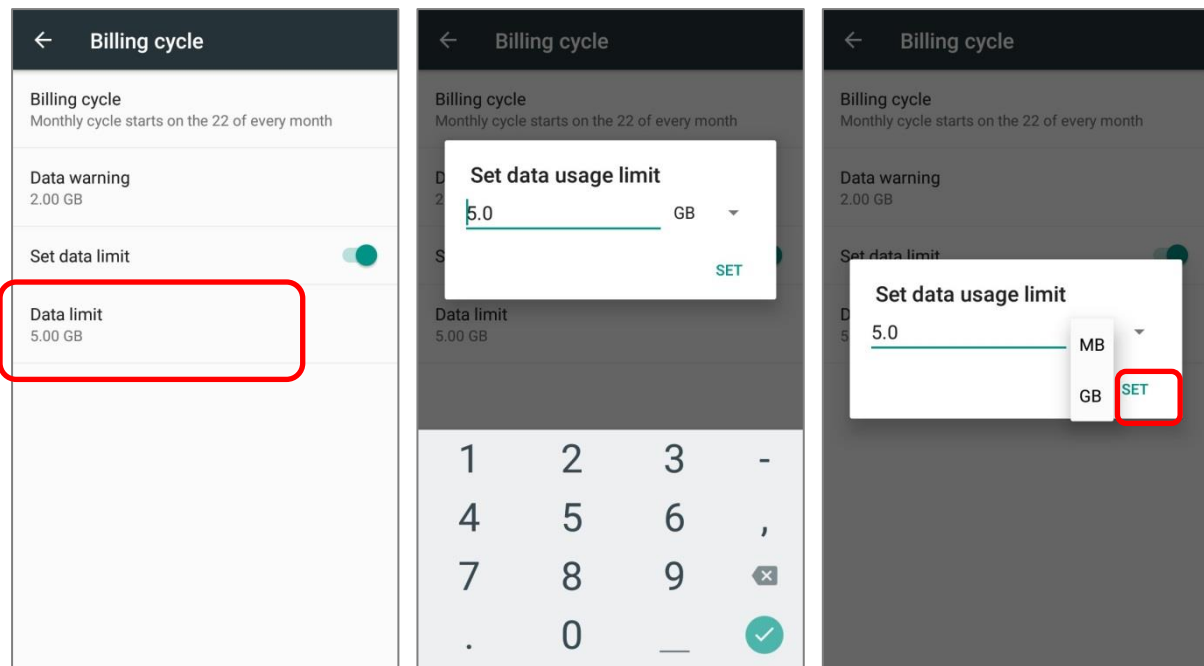 Billing cycle
Billing cycle
Monthly cycle starts on the 22 of every month
Data warning
2.00 GB
Set data limit
Data limit
5.00 GB
Billing cycle
Billing cycle
Monthly cycle starts on the 22 of every month
D
2
Set data usage limit
5.0 GB
S
SET
Data limit
5.00 GB
1 2 3 -
4 5 6 ,
7 8 9
. 0 _
Billing cycle
Billing cycle
Monthly cycle starts on the 22 of every month
Data warning
2.00 GB
Set data limit
D
5
Set data usage limit
5.0
MB
GB
SET